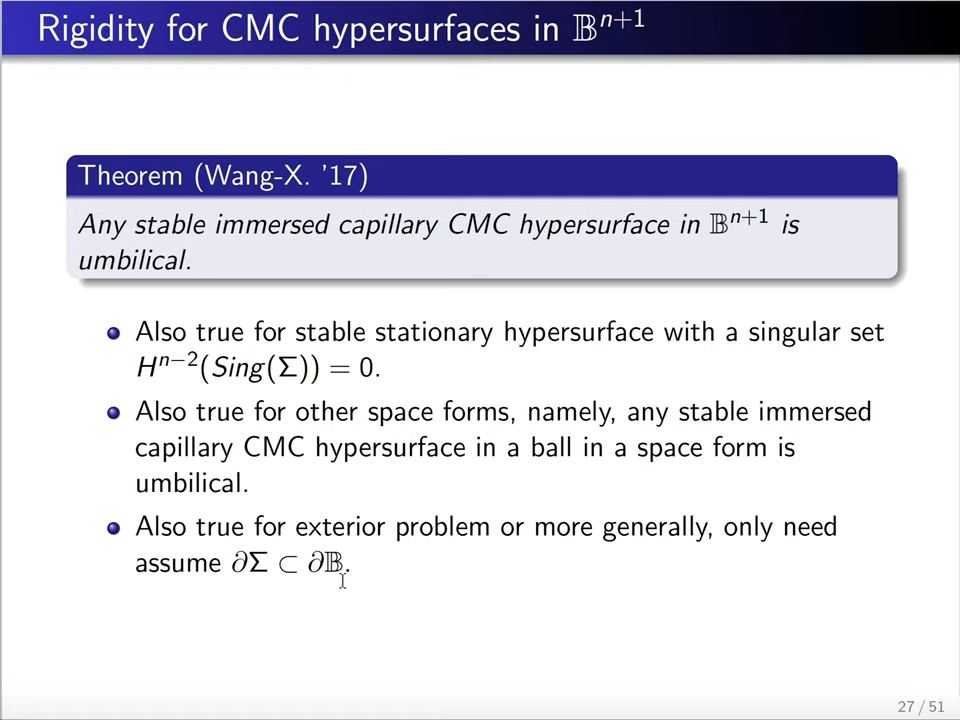 Rigidity for CMC hypersurfaces in 𝔹ⁿ⁺¹
Theorem (Wang-X. '17)
Any stable immersed capillary CMC hypersurface in 𝔹ⁿ⁺¹ is
umbilical.
Also true for stable stationary hypersurface with a singular set
Hⁿ⁻²(Sing(Σ)) = 0.
Also true for other space forms, namely, any stable immersed
capillary CMC hypersurface in a ball in a space form is
umbilical.
Also true for exterior problem or more generally, only need
assume ∂Σ ⊂ ∂𝔹.
27 / 51